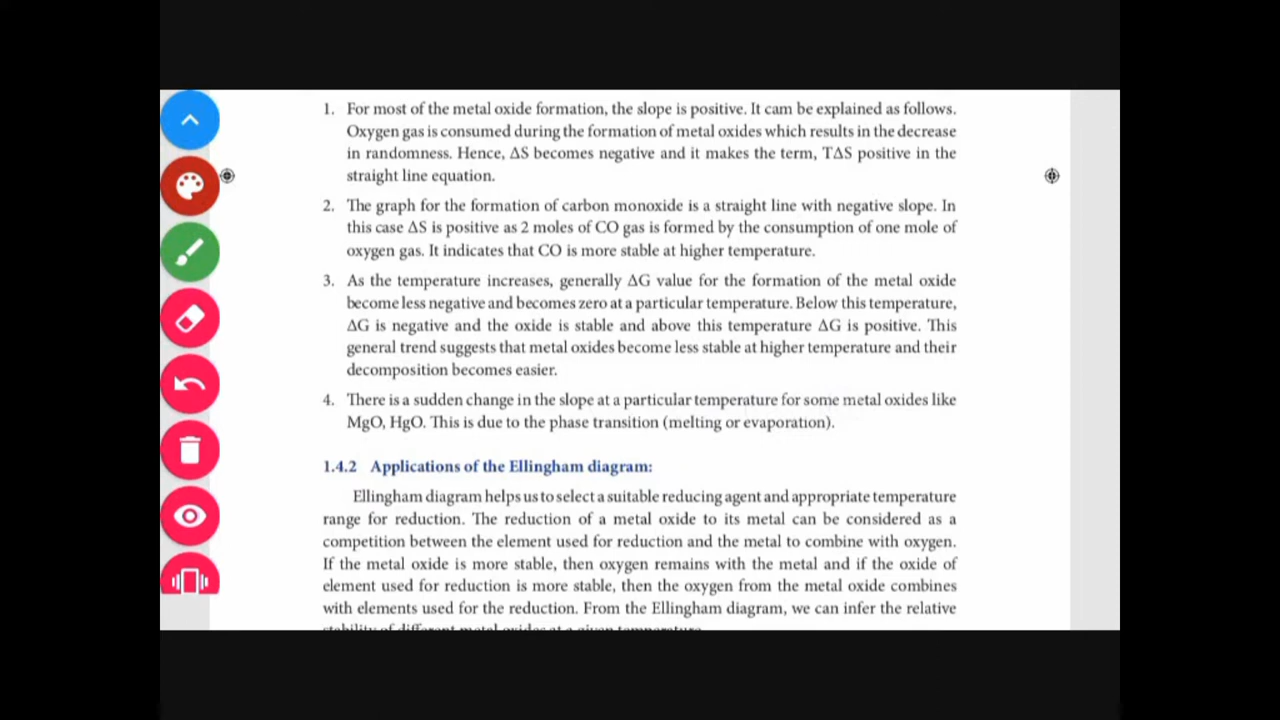 1. For most of the metal oxide formation, the slope is positive. It cam be explained as follows.
Oxygen gas is consumed during the formation of metal oxides which results in the decrease
in randomness. Hence, ΔS becomes negative and it makes the term, TΔS positive in the
straight line equation.
2. The graph for the formation of carbon monoxide is a straight line with negative slope. In
this case ΔS is positive as 2 moles of CO gas is formed by the consumption of one mole of
oxygen gas. It indicates that CO is more stable at higher temperature.
3. As the temperature increases, generally ΔG value for the formation of the metal oxide
become less negative and becomes zero at a particular temperature. Below this temperature,
ΔG is negative and the oxide is stable and above this temperature ΔG is positive. This
general trend suggests that metal oxides become less stable at higher temperature and their
decomposition becomes easier.
4. There is a sudden change in the slope at a particular temperature for some metal oxides like
MgO, HgO. This is due to the phase transition (melting or evaporation).
1.4.2 Applications of the Ellingham diagram:
Ellingham diagram helps us to select a suitable reducing agent and appropriate temperature
range for reduction. The reduction of a metal oxide to its metal can be considered as a
competition between the element used for reduction and the metal to combine with oxygen.
If the metal oxide is more stable, then oxygen remains with the metal and if the oxide of
element used for reduction is more stable, then the oxygen from the metal oxide combines
with elements used for the reduction. From the Ellingham diagram, we can infer the relative
stability of different metal oxides at a given temperature.